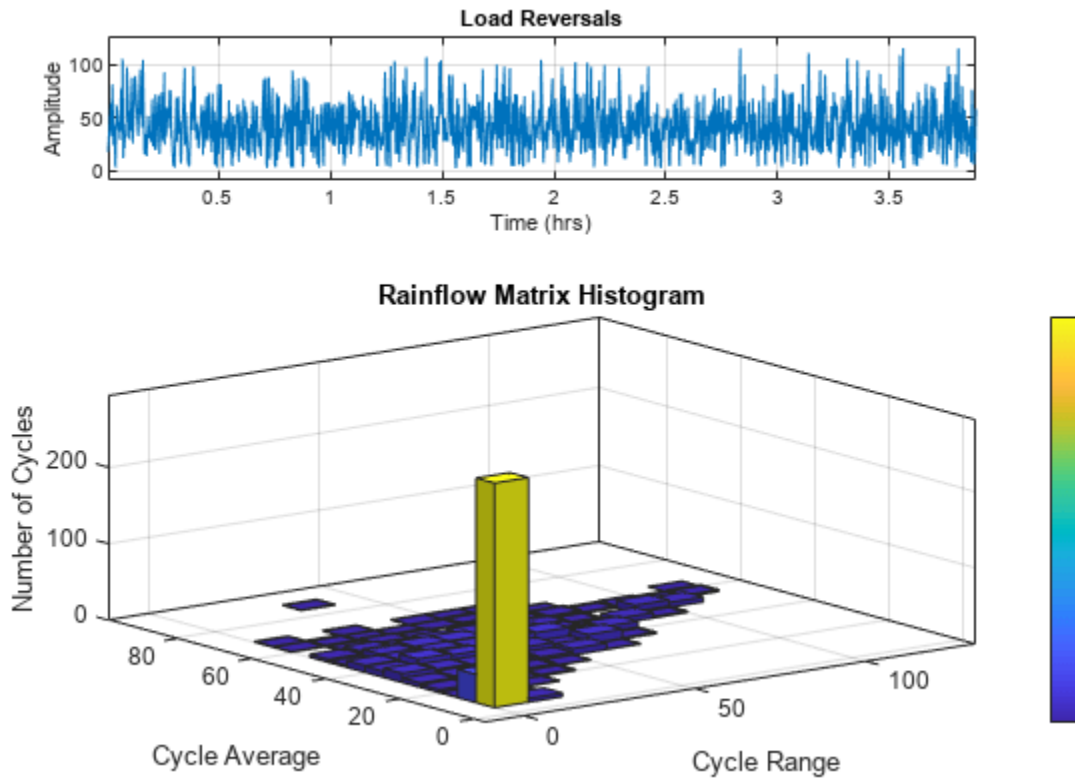 Load Reversals
Amplitude
100
50
0
0.5 1 1.5 2 2.5 3 3.5
Time (hrs)
Rainflow Matrix Histogram
Number of Cycles
200
100
0
80
60
40
20
0
0
50
100
Cycle Average
Cycle Range